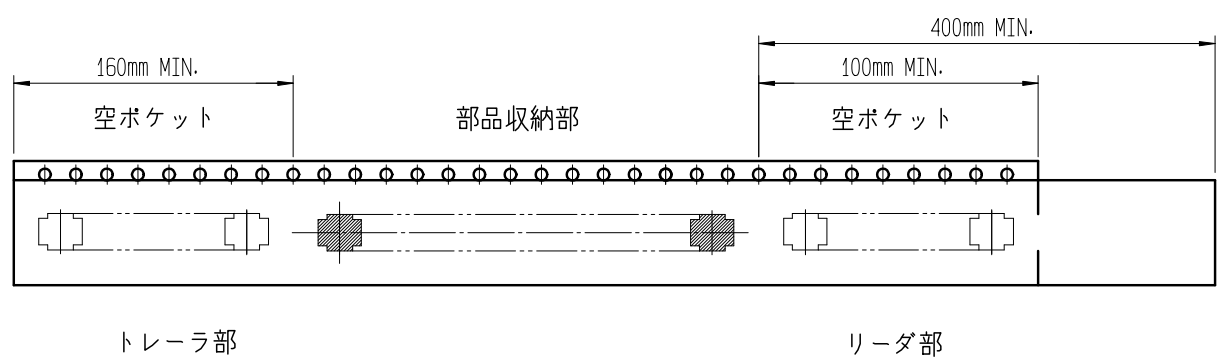 400mm MIN.
160mm MIN.
100mm MIN.
空ポケット
部品収納部
空ポケット
トレーラ部
リーダ部